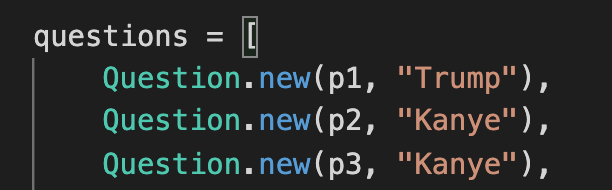 questions = [
Question.new(p1, "Trump"),
Question.new(p2, "Kanye"),
Question.new(p3, "Kanye"),